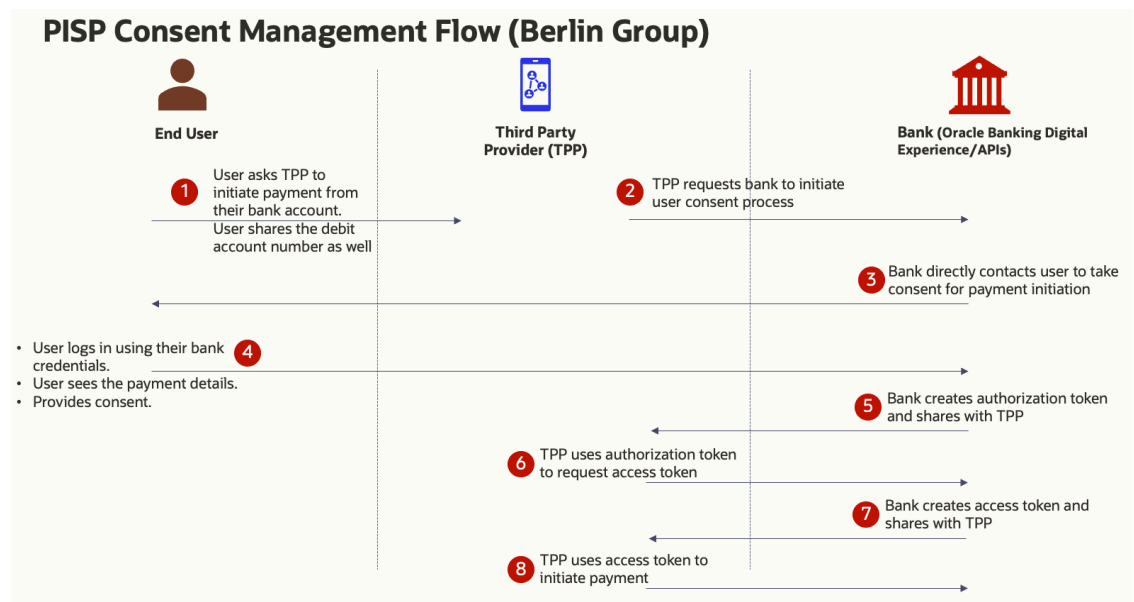 PISP Consent Management Flow (Berlin Group)
End User
Third Party
Provider (TPP)
Bank (Oracle Banking Digital
Experience/APIs)
1
User asks TPP to
initiate payment from
their bank account.
User shares the debit
account number as well
2
TPP requests bank to initiate
user consent process
3
Bank directly contacts user to take
consent for payment initiation
• User logs in using their bank
credentials.
• User sees the payment details.
• Provides consent.
4
5
Bank creates authorization token
and shares with TPP
6
TPP uses authorization token
to request access token
7
Bank creates access token and
shares with TPP
8
TPP uses access token to
initiate payment